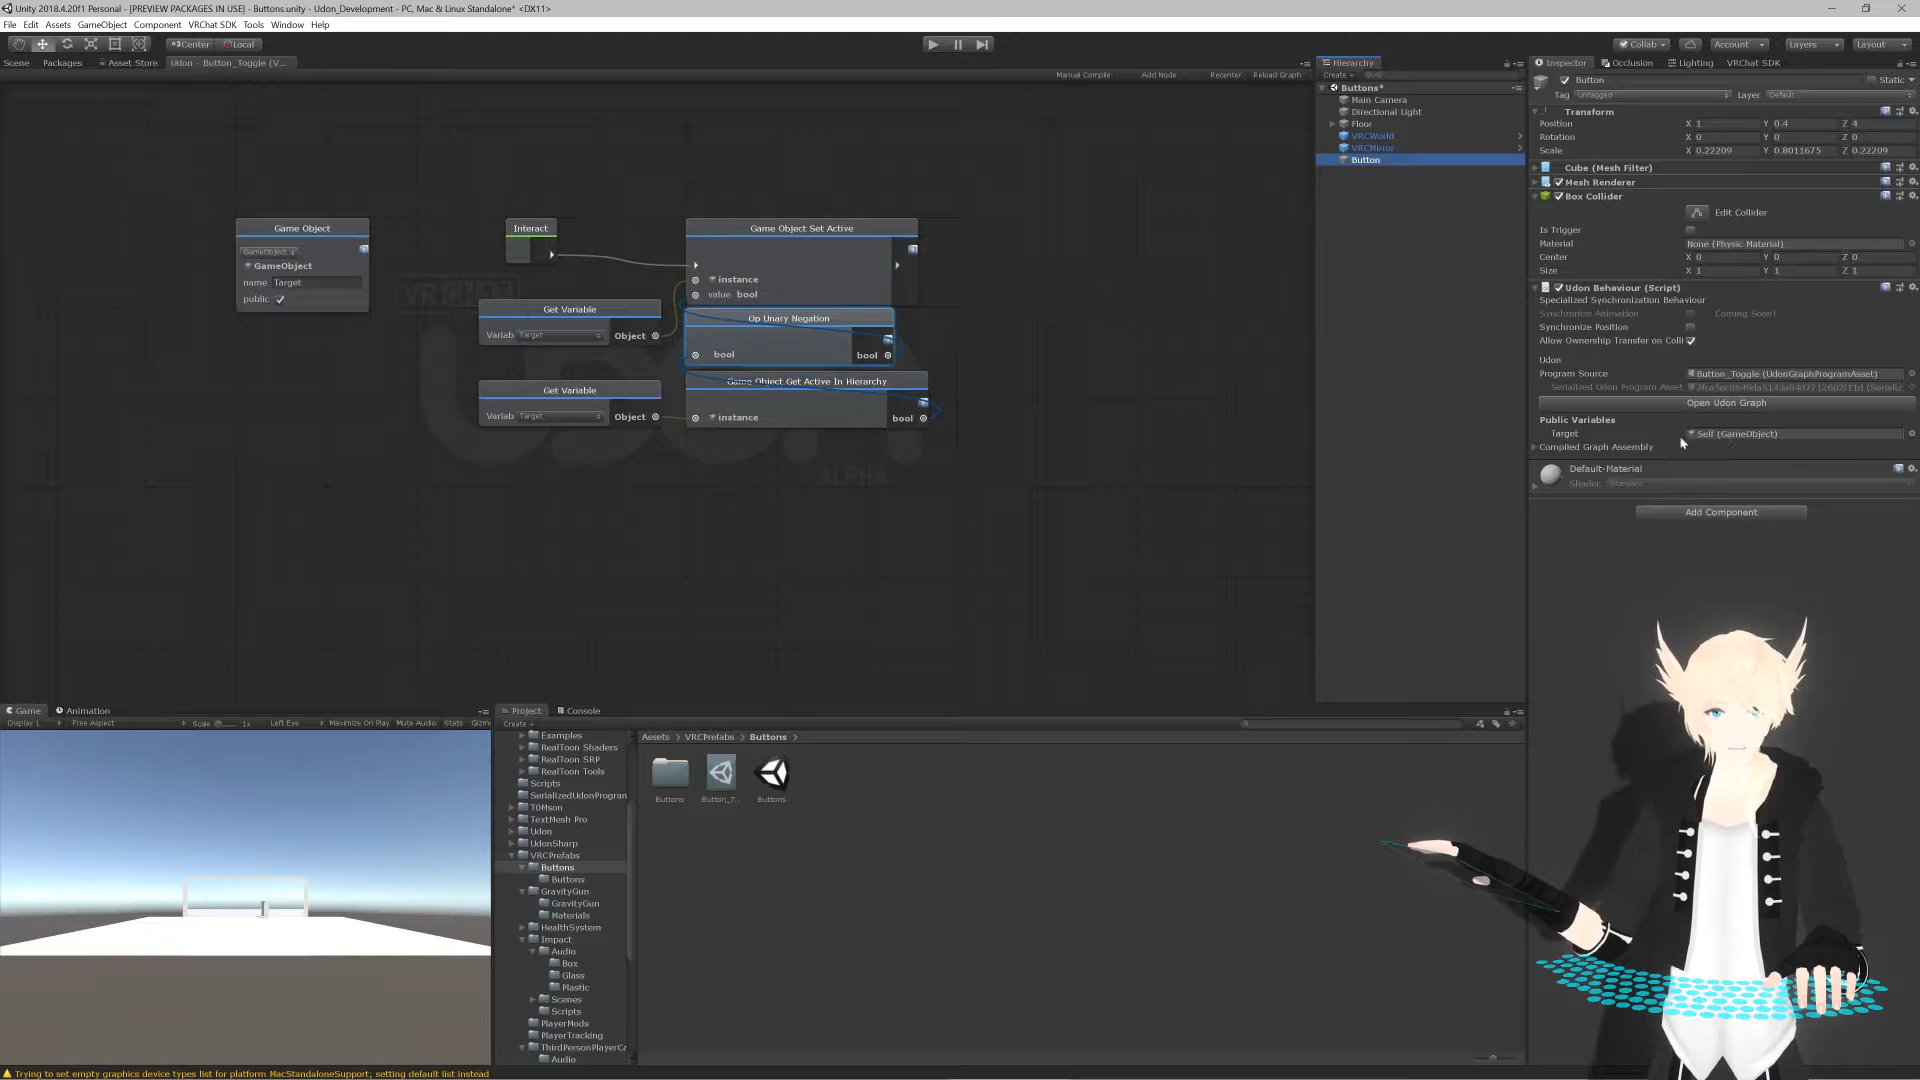 Unity 2018.4.20f1 Personal - [PREVIEW PACKAGES IN USE] - Buttons.unity - Udon_Development - PC, Mac & Linux Standalone* <DX11>
File Edit Assets GameObject Component VRChat SDK Tools Window Help
Center Local
Collab Account Layers Layout
Scene Packages Asset Store Udon - Button_Toggle (V...
Manual Compile Add Node Recenter Reload Graph
Game Object
GameObject
GameObject
name Target
public
Interact
Game Object Set Active
instance
value bool
Get Variable
Variab Target Object
Op Unary Negation
bool bool
Get Variable
Variab Target Object
Game Object Get Active In Hierarchy
instance bool
ALPHA
Hierarchy
Create
Buttons*
Main Camera
Directional Light
Floor
VRCWorld
VRCMirror
Button
Inspector Occlusion Lighting VRChat SDK
Button Static
Tag Untagged Layer Default
Transform
Position X 1 Y 0.4 Z 4
Rotation X 0 Y 0 Z 0
Scale X 0.22209 Y 0.8011675 Z 0.22209
Cube (Mesh Filter)
Mesh Renderer
Box Collider
Edit Collider
Is Trigger
Material None (Physic Material)
Center X 0 Y 0 Z 0
Size X 1 Y 1 Z 1
Udon Behaviour (Script)
Specialized Synchronization Behaviour
Synchronize Animation Coming Soon!
Synchronize Position
Allow Ownership Transfer on Colli
Udon
Program Source Button_Toggle (UdonGraphProgramAsset)
Serialized Udon Program Asset
Open Udon Graph
Public Variables
Target Self (GameObject)
Compiled Graph Assembly
Default-Material
Shader Standard
Add Component
Game Animation
Display 1 Free Aspect Scale 1x Left Eye Maximize On Play Mute Audio Stats Gizm
Project Console
Create
Examples
RealToon Shaders
RealToon SRP
RealToon Tools
Scripts
SerializedUdonProgran
T0Mson
TextMesh Pro
Udon
UdonSharp
VRCPrefabs
Buttons
Buttons
GravityGun
GravityGun
Materials
HealthSystem
Impact
Audio
Box
Glass
Plastic
Scenes
Scripts
PlayerMods
PlayerTracking
ThirdPersonPlayerCr
Audio
Assets VRCPrefabs Buttons
Buttons Button_T... Buttons
Trying to set empty graphics device types list for platform MacStandaloneSupport; setting default list instead